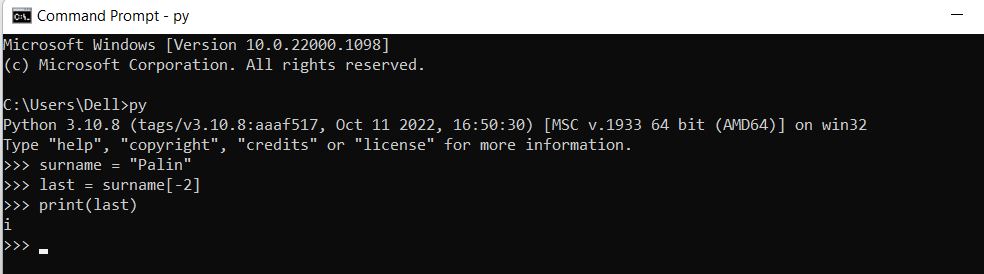 Command Prompt - py
Microsoft Windows [Version 10.0.22000.1098]
(c) Microsoft Corporation. All rights reserved.
C:\Users\Dell>py
Python 3.10.8 (tags/v3.10.8:aaaf517, Oct 11 2022, 16:50:30) [MSC v.1933 64 bit (AMD64)] on win32
Type "help", "copyright", "credits" or "license" for more information.
>>> surname = "Palin"
>>> last = surname[-2]
>>> print(last)
i
>>>